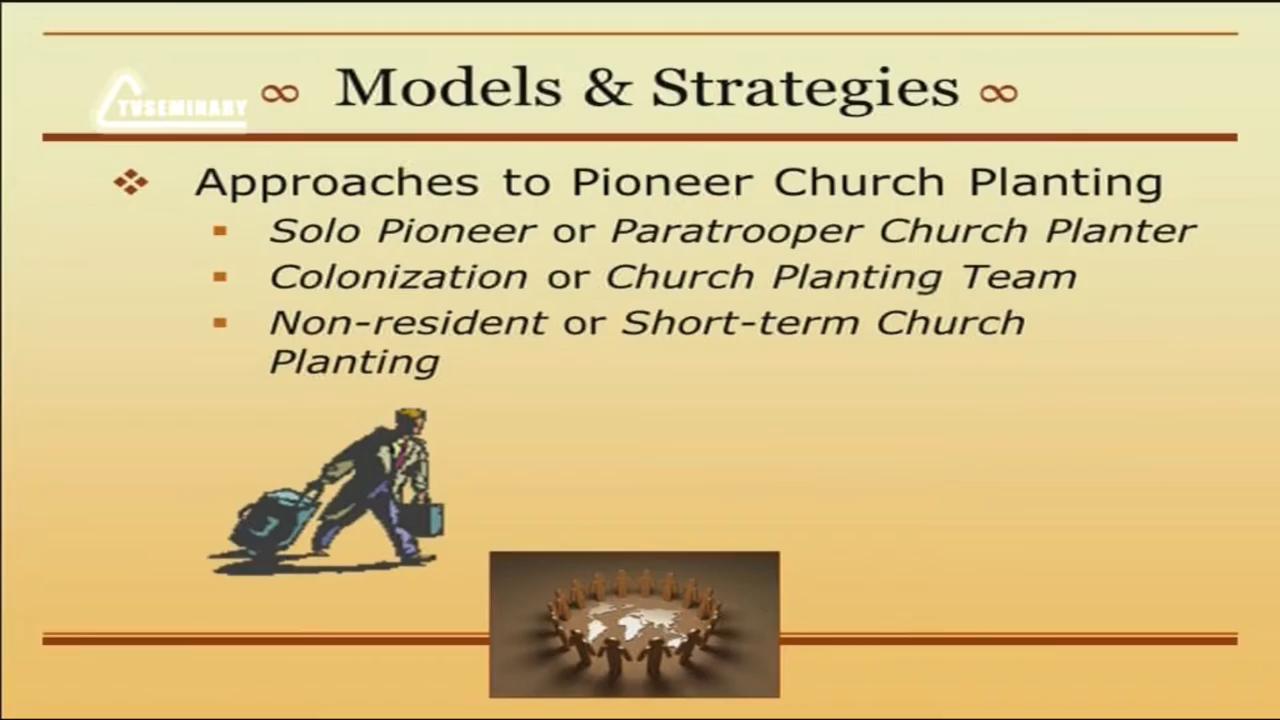 TVSEMINARY
∞ Models & Strategies ∞
❖ Approaches to Pioneer Church Planting
▪ Solo Pioneer or Paratrooper Church Planter
▪ Colonization or Church Planting Team
▪ Non-resident or Short-term Church
Planting